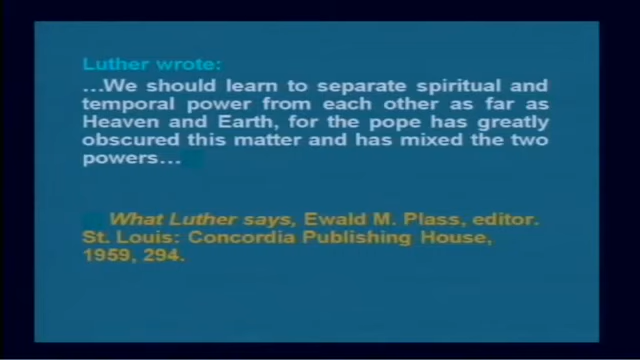 Luther wrote:
...We should learn to separate spiritual and
temporal power from each other as far as
Heaven and Earth, for the pope has greatly
obscured this matter and has mixed the two
powers...
What Luther says, Ewald M. Plass, editor.
St. Louis: Concordia Publishing House,
1959, 294.